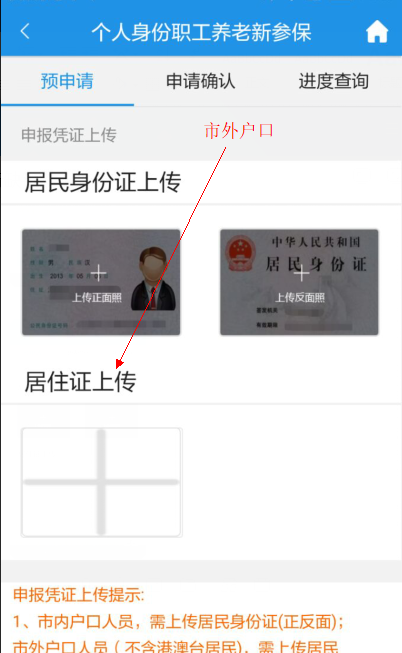 个人身份职工养老新参保
预申请 申请确认 进度查询
申报凭证上传
市外户口
居民身份证上传
中华人民共和国
居民身份证
上传正面照
上传反面照
居住证上传
申报凭证上传提示:
1、市内户口人员，需上传居民身份证(正反面)；
市外户口人员（不含港澳台居民)，需上传居民